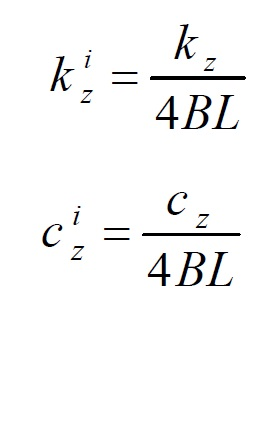 k_z^i = k_z / 4BL
c_z^i = c_z / 4BL